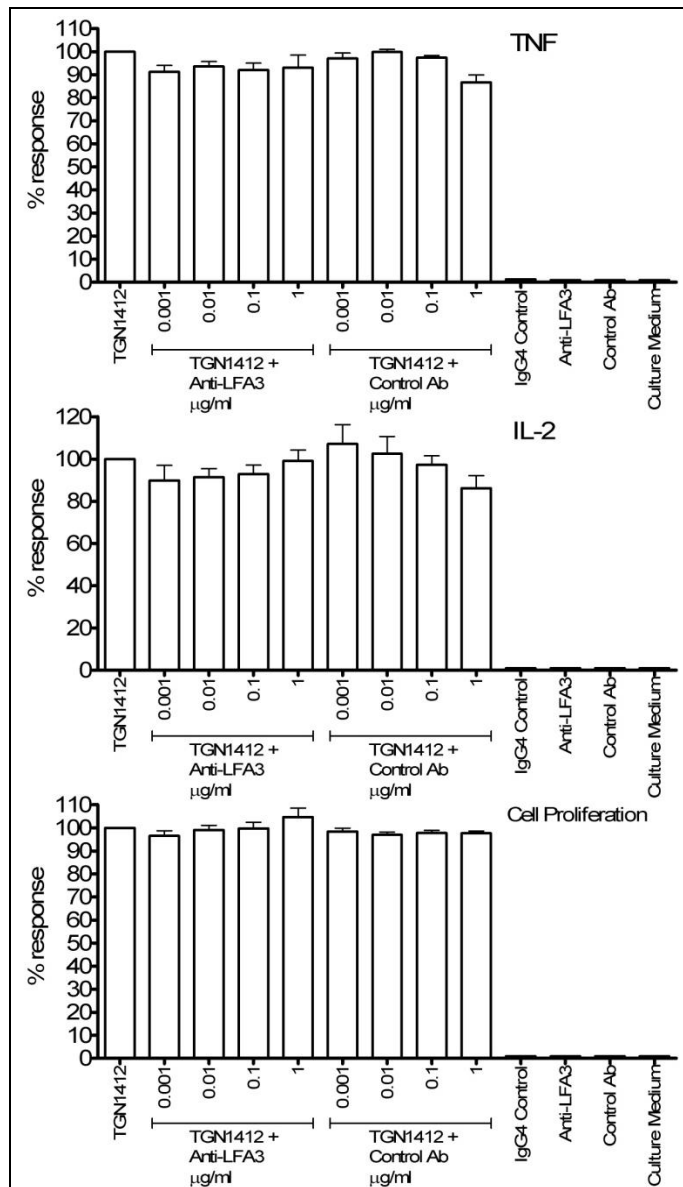 TNF
% response
110
100
90
80
70
60
50
40
30
20
10
0
TGN1412
0.001
0.01
0.1
1
0.001
0.01
0.1
1
IgG4 Control
Anti-LFA3
Control Ab
Culture Medium
TGN1412 +
Anti-LFA3
μg/ml
TGN1412 +
Control Ab
μg/ml
IL-2
% response
120
100
80
60
40
20
0
TGN1412
0.001
0.01
0.1
1
0.001
0.01
0.1
1
IgG4 Control
Anti-LFA3
Control Ab
Culture Medium
TGN1412 +
Anti-LFA3
μg/ml
TGN1412 +
Control Ab
μg/ml
Cell Proliferation
% response
110
100
90
80
70
60
50
40
30
20
10
0
TGN1412
0.001
0.01
0.1
1
0.001
0.01
0.1
1
IgG4 Control
Anti-LFA3
Control Ab
Culture Medium
TGN1412 +
Anti-LFA3
μg/ml
TGN1412 +
Control Ab
μg/ml